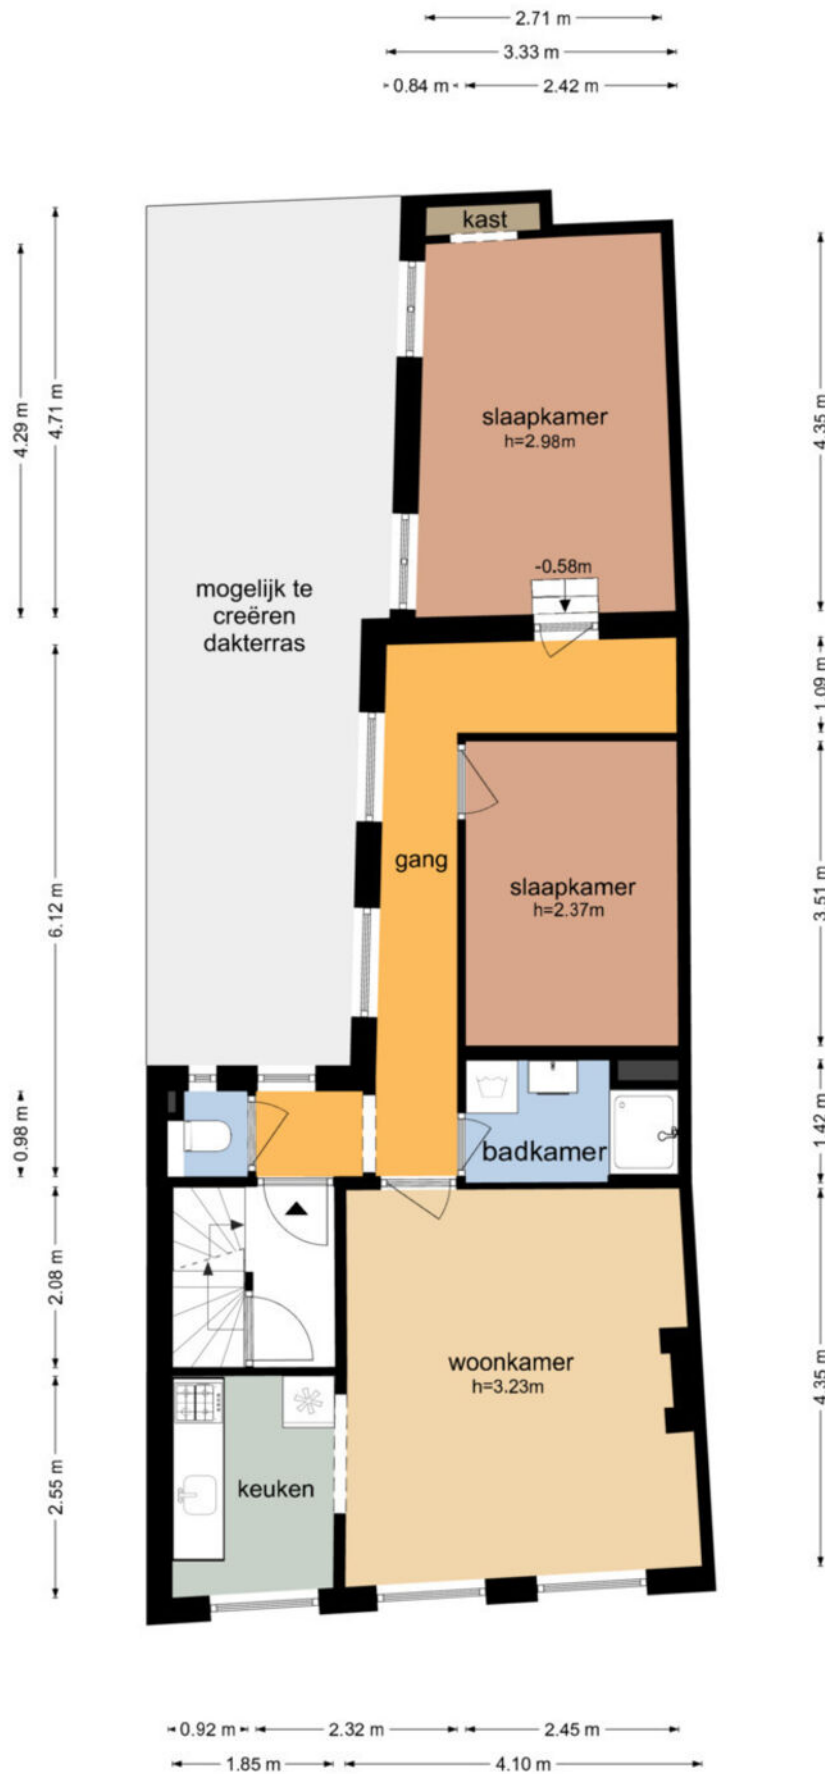 2.71 m
3.33 m
0.84 m
2.42 m
kast
4.29 m
4.71 m
4.35 m
slaapkamer
h=2.98m
-0.58m
mogelijk te
creëren
dakterras
1.09 m
gang
slaapkamer
h=2.37m
3.51 m
6.12 m
0.98 m
badkamer
1.42 m
2.08 m
woonkamer
h=3.23m
4.35 m
2.55 m
keuken
0.92 m
2.32 m
2.45 m
1.85 m
4.10 m